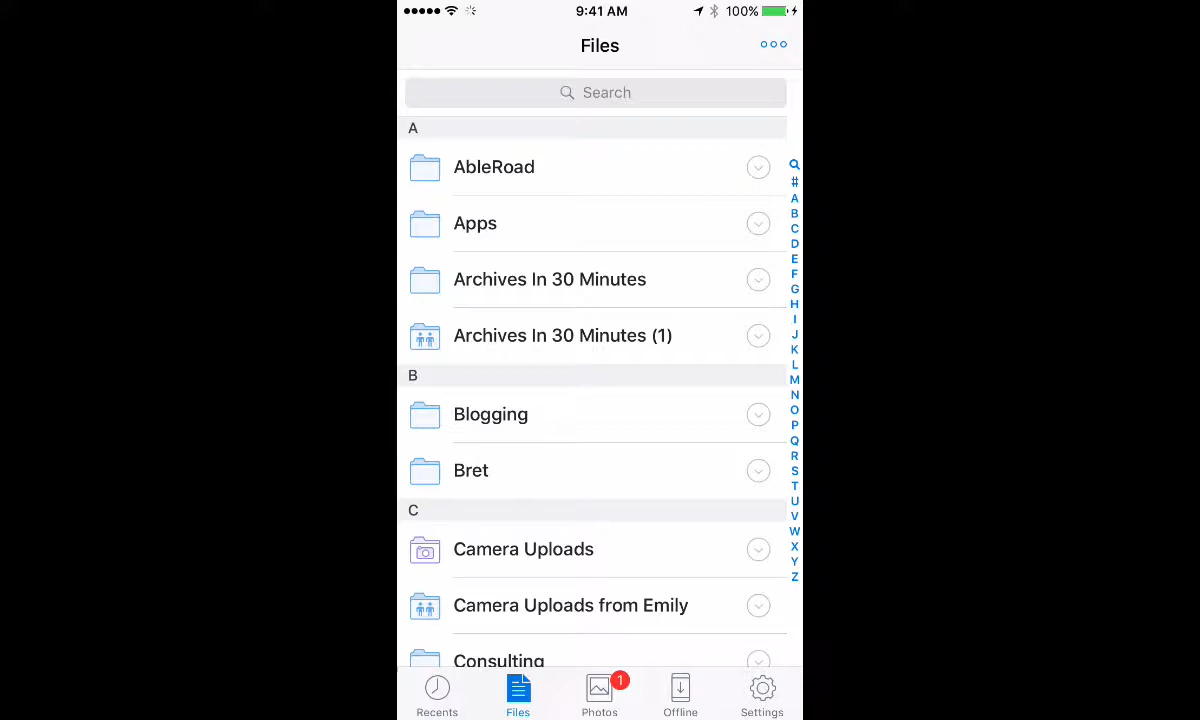 9:41 AM 100%
Files
Search
A
AbleRoad
Apps
Archives In 30 Minutes
Archives In 30 Minutes (1)
B
Blogging
Bret
C
Camera Uploads
Camera Uploads from Emily
Consulting
#
A
B
C
D
E
F
G
H
I
J
K
L
M
N
O
P
Q
R
S
T
U
V
W
X
Y
Z
1
Recents Files Photos Offline Settings